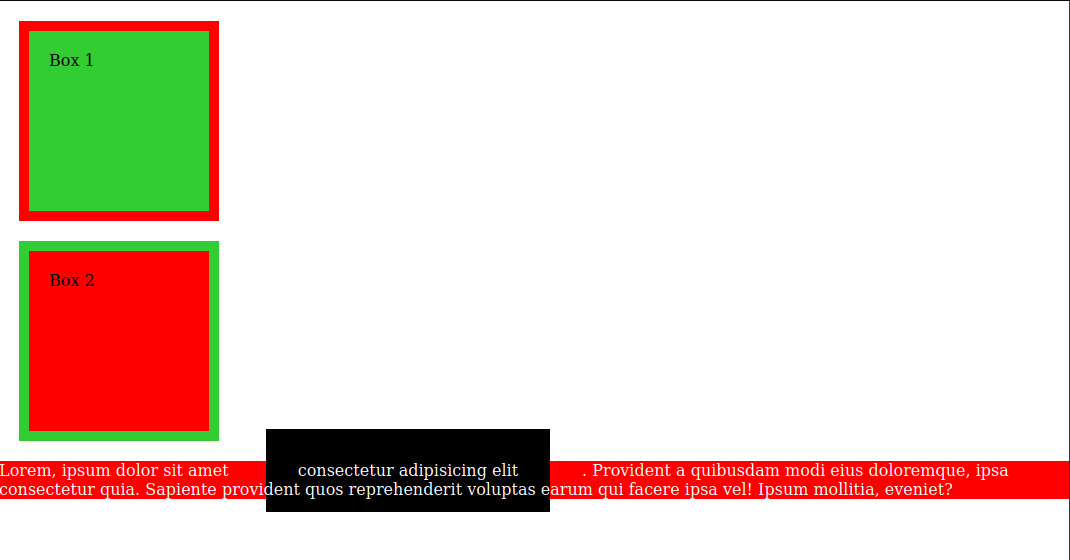 Box 1
Box 2
Lorem, ipsum dolor sit amet consectetur adipisicing elit . Provident a quibusdam modi eius doloremque, ipsa
consectetur quia. Sapiente provident quos reprehenderit voluptas earum qui facere ipsa vel! Ipsum mollitia, eveniet?